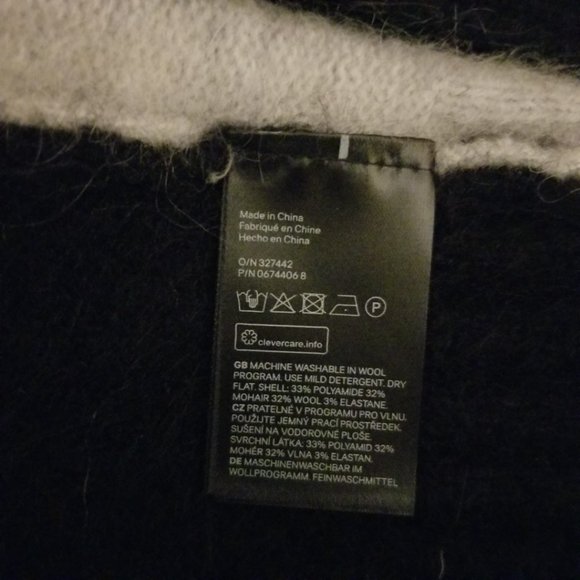 Made in China
Fabriqué en Chine
Hecho en China
O/N 327442
P/N 0674406 8
P
clevercare.info
GB MACHINE WASHABLE IN WOOL
PROGRAM. USE MILD DETERGENT. DRY
FLAT. SHELL: 33% POLYAMIDE 32%
MOHAIR 32% WOOL 3% ELASTANE.
CZ PRATELNÉ V PROGRAMU PRO VLNU.
POUŽIJTE JEMNÝ PRACÍ PROSTŘEDEK.
SUŠENÍ NA VODOROVNÉ PLOŠE.
SVRCHNÍ LÁTKA: 33% POLYAMID 32%
MOHÉR 32% VLNA 3% ELASTAN.
DE MASCHINENWASCHBAR IM
WOLLPROGRAMM. FEINWASCHMITTEL